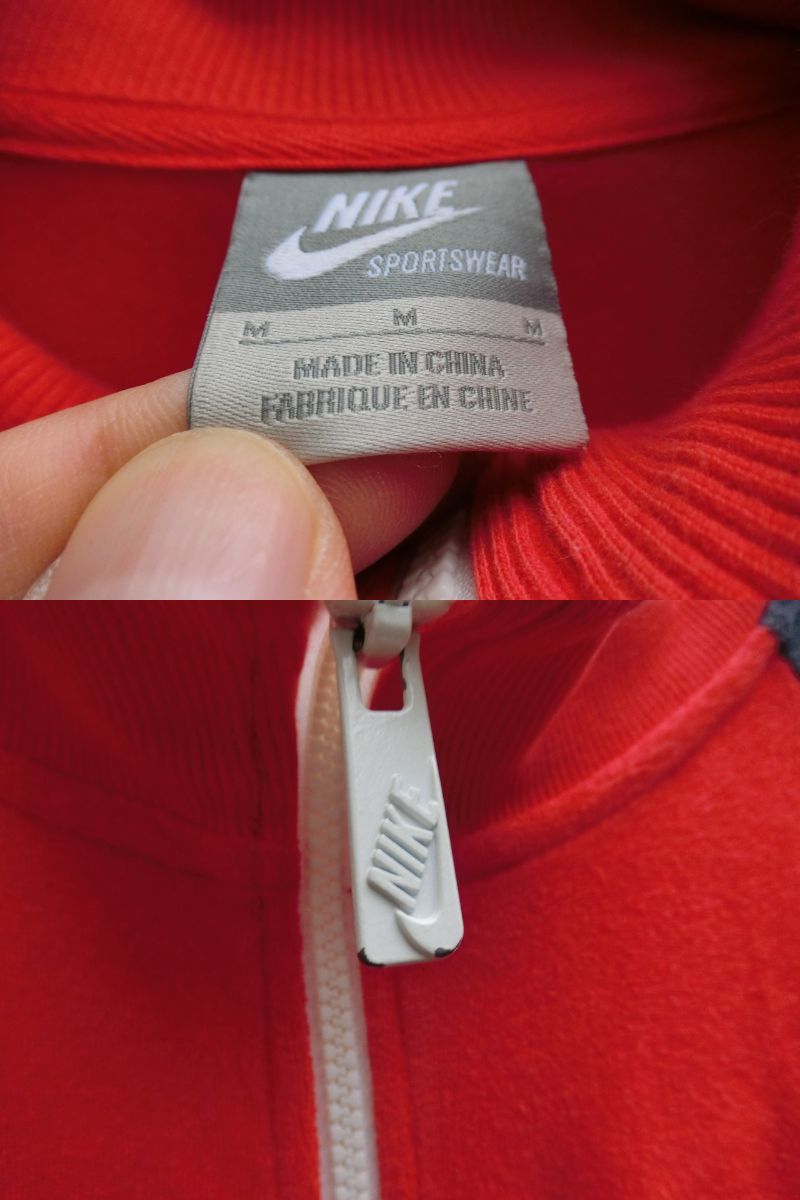 NIKE
SPORTSWEAR
M M M
MADE IN CHINA
FABRIQUE EN CHINE
NIKE